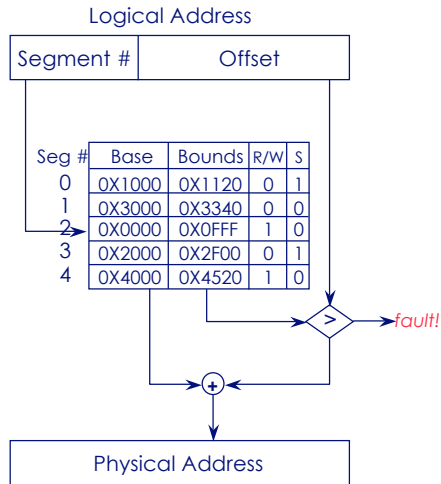 Logical Address
Segment # Offset
Seg # Base Bounds R/W S
0 0X1000 0X1120 0 1
1 0X3000 0X3340 0 0
2 0X0000 0X0FFF 1 0
3 0X2000 0X2F00 0 1
4 0X4000 0X4520 1 0
> fault!
+
Physical Address